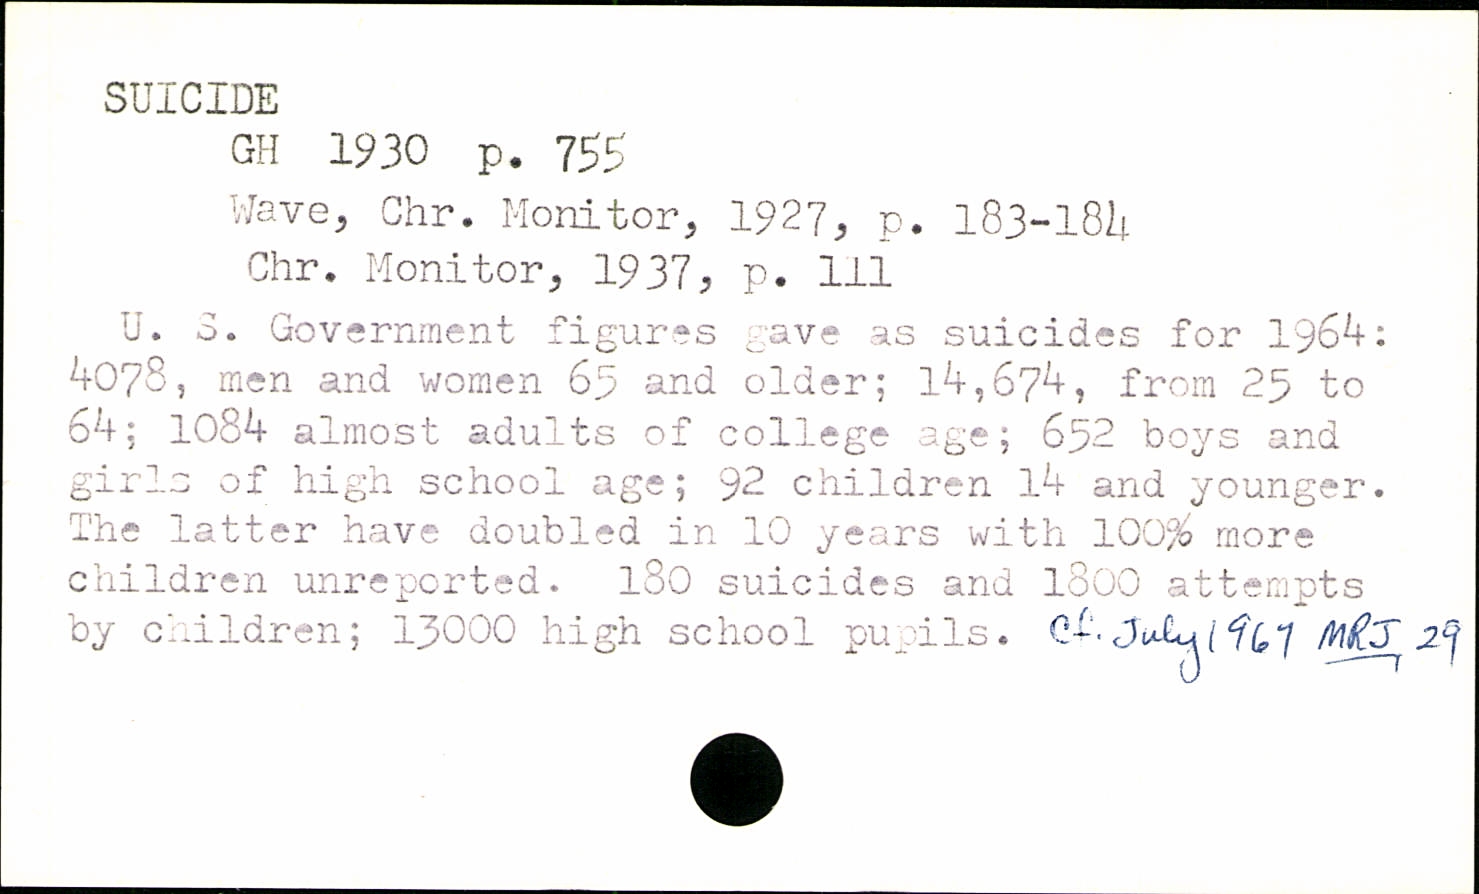 SUICIDE
GH 1930 p. 755
Wave, Chr. Monitor, 1927, p. 183-184
Chr. Monitor, 1937, p. 111
U. S. Government figures gave as suicides for 1964:
4078, men and women 65 and older; 14,674, from 25 to
64; 1084 almost adults of college age; 652 boys and
girls of high school age; 92 children 14 and younger.
The latter have doubled in 10 years with 100% more
children unreported. 180 suicides and 1800 attempts
by children; 13000 high school pupils. Cf. July 1967 MRJ, 29